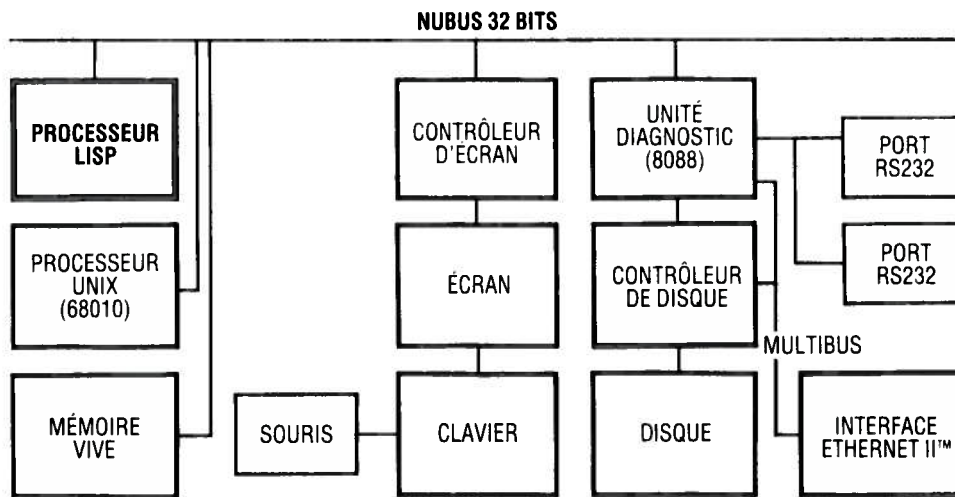 NUBUS 32 BITS
PROCESSEUR
LISP
CONTRÔLEUR
D'ÉCRAN
UNITÉ
DIAGNOSTIC
(8088)
PORT
RS232
PROCESSEUR
UNIX
(68010)
ÉCRAN
CONTRÔLEUR
DE DISQUE
PORT
RS232
MULTIBUS
MÉMOIRE
VIVE
SOURIS
CLAVIER
DISQUE
INTERFACE
ETHERNET II™